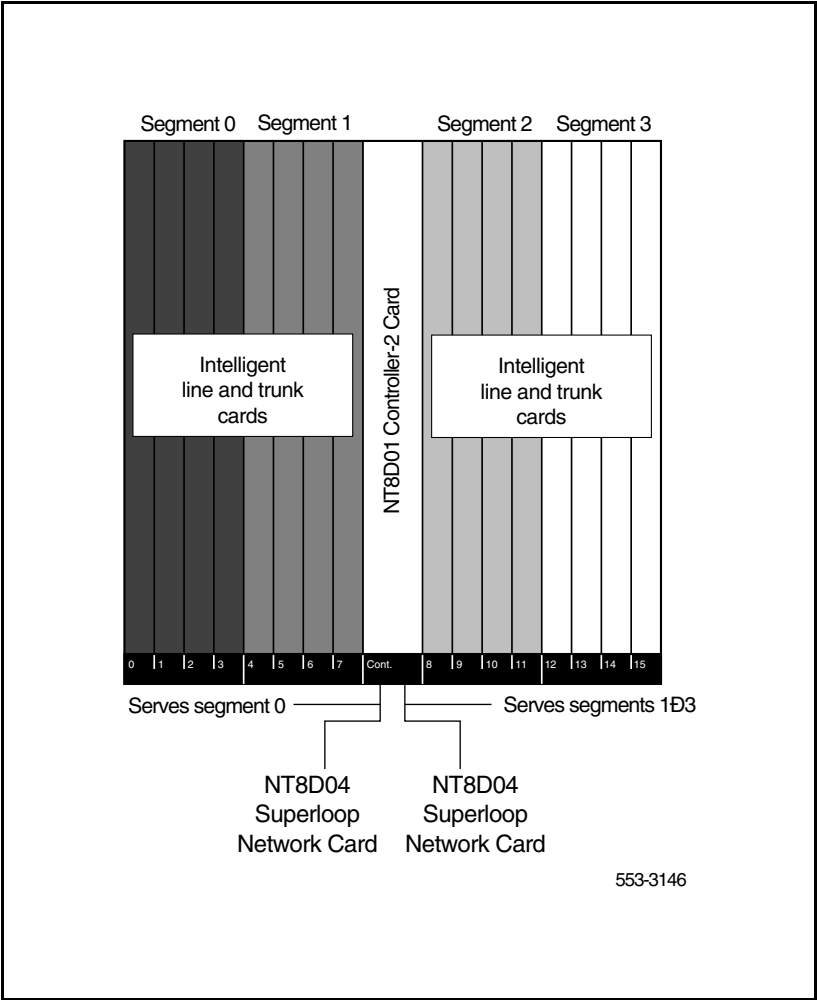 Segment 0 Segment 1 Segment 2 Segment 3
Intelligent
line and trunk
cards
NT8D01 Controller-2 Card
Intelligent
line and trunk
cards
0 1 2 3 4 5 6 7 Cont. 8 9 10 11 12 13 14 15
Serves segment 0
Serves segments 1Ð3
NT8D04
Superloop
Network Card
NT8D04
Superloop
Network Card
553-3146